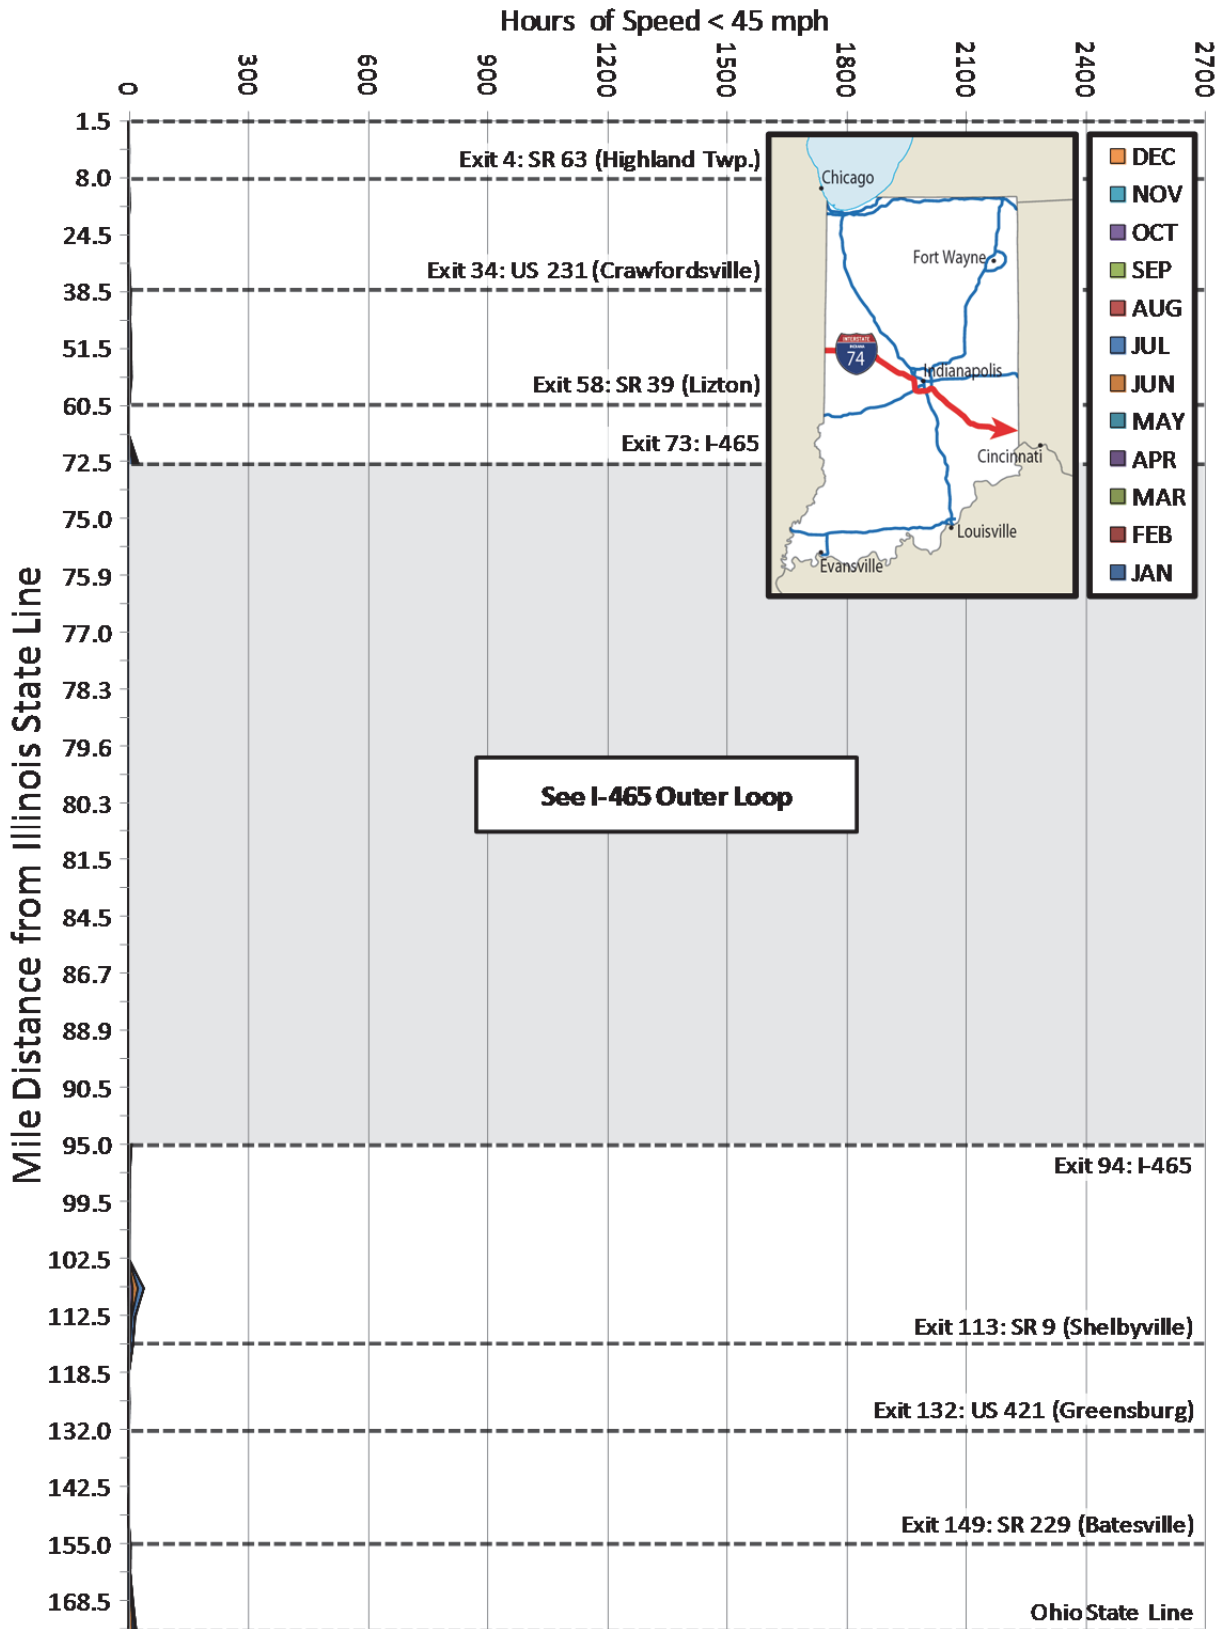 Hours of Speed < 45 mph
0
300
600
900
1200
1500
1800
2100
2400
2700
Mile Distance from Illinois State Line
1.5
8.0
24.5
38.5
51.5
60.5
72.5
75.0
75.9
77.0
78.3
79.6
80.3
81.5
84.5
86.7
88.9
90.5
95.0
99.5
102.5
112.5
118.5
132.0
142.5
155.0
168.5
Exit 4: SR 63 (Highland Twp.)
Exit 34: US 231 (Crawfordsville)
Exit 58: SR 39 (Lizton)
Exit 73: I-465
See I-465 Outer Loop
Exit 94: I-465
Exit 113: SR 9 (Shelbyville)
Exit 132: US 421 (Greensburg)
Exit 149: SR 229 (Batesville)
Ohio State Line
Chicago
Fort Wayne
INTERSTATE
INDIANA
74
Indianapolis
Cincinnati
Louisville
Evansville
DEC
NOV
OCT
SEP
AUG
JUL
JUN
MAY
APR
MAR
FEB
JAN